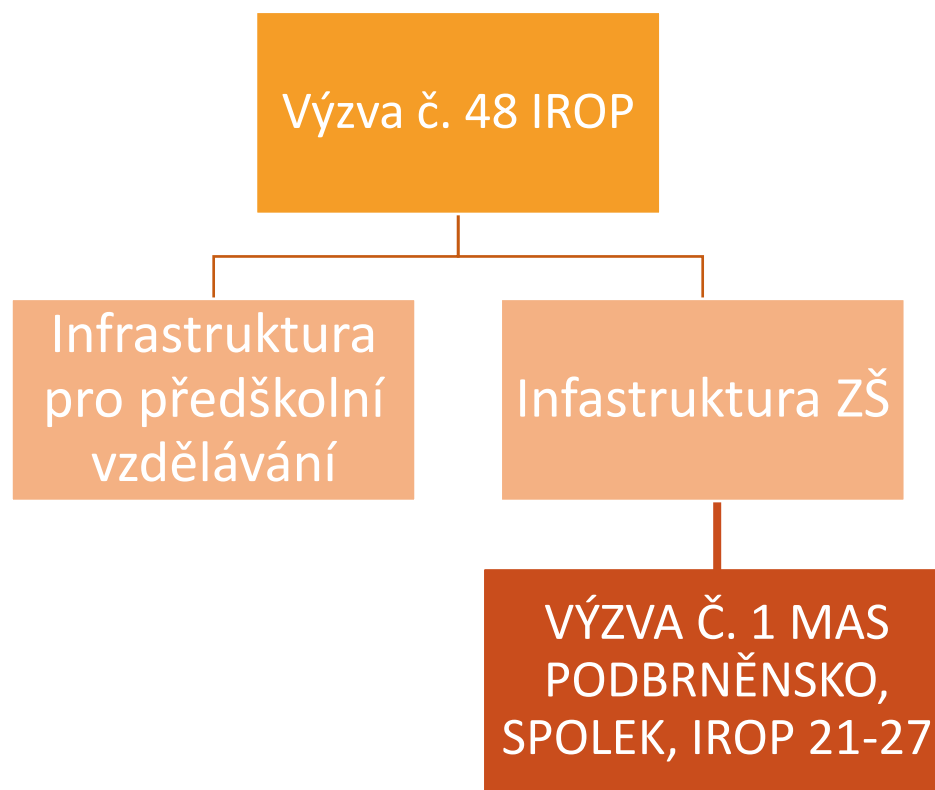 Výzva č. 48 IROP
Infrastruktura
pro předškolní
vzdělávání
Infastruktura ZŠ
VÝZVA Č. 1 MAS
PODBRNĚNSKO,
SPOLEK, IROP 21-27